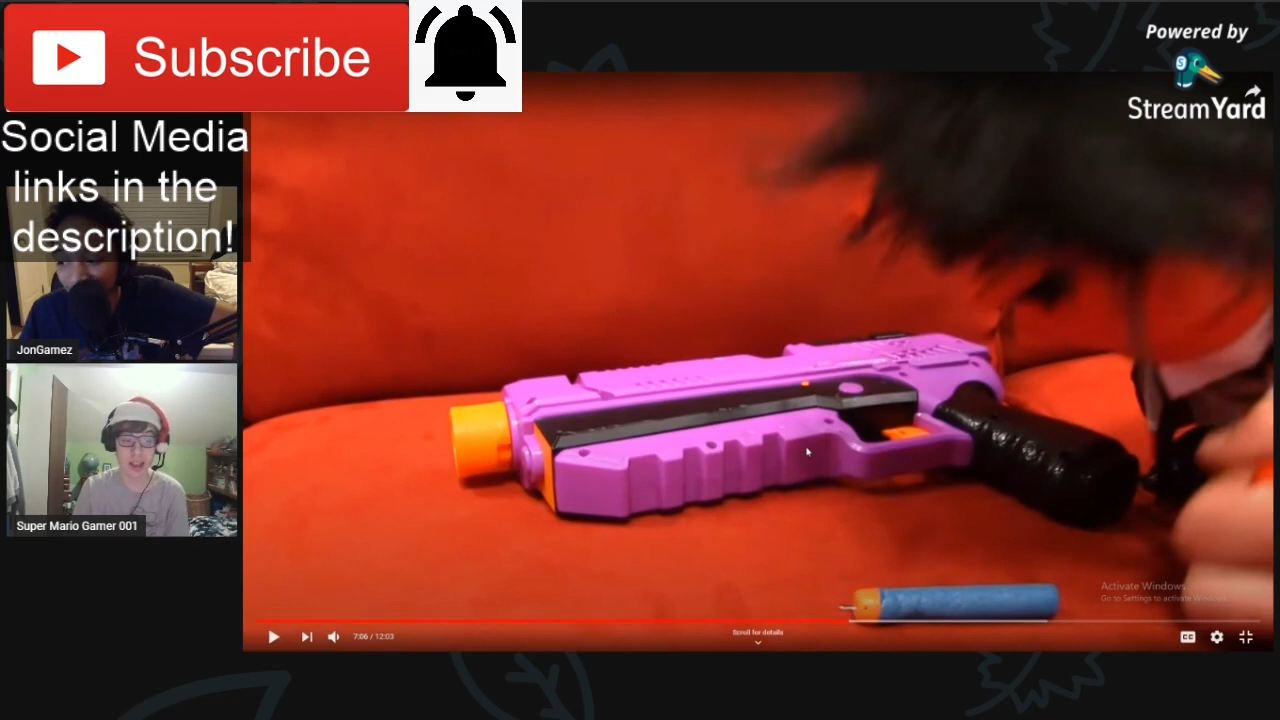 Subscribe
Powered by
StreamYard
Social Media
links in the
description!
JonGamez
Super Mario Gamer 001
Activate Windows
Go to Settings to activate Windows.
Scroll for details
7:06 / 12:03
CC